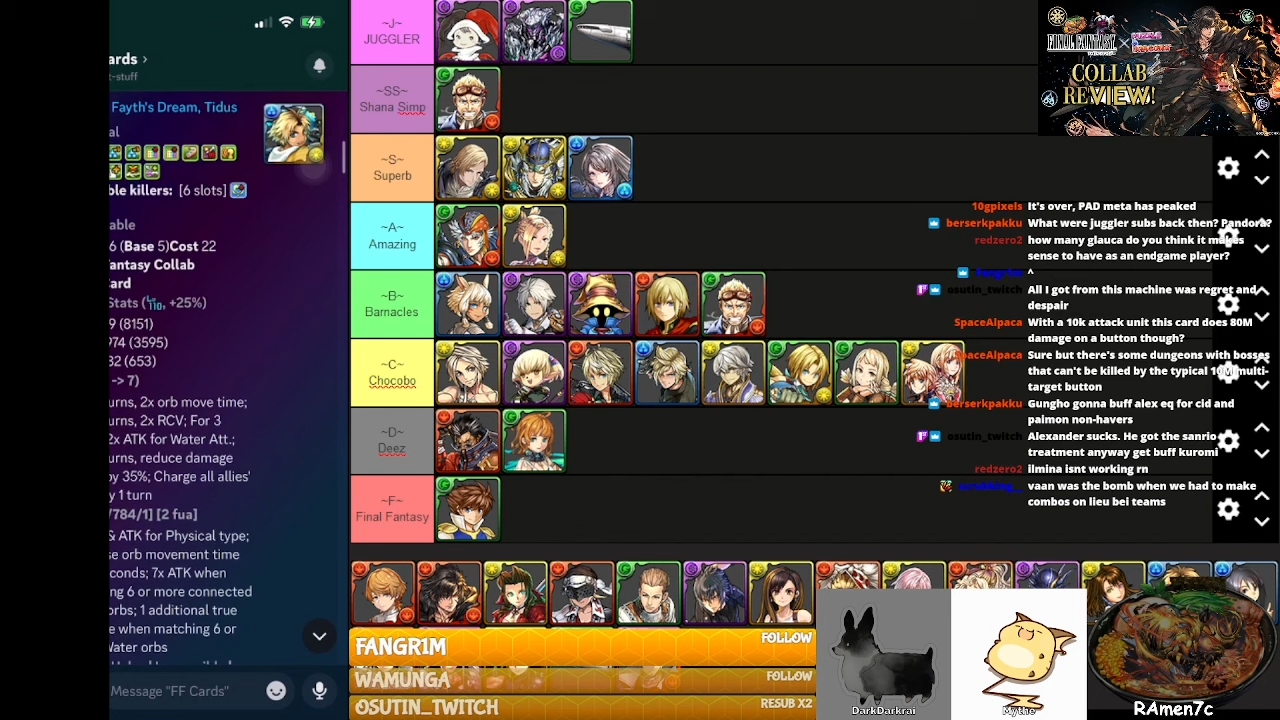 ards ›
t-stuff
Fayth's Dream, Tidus
al
ble killers: [6 slots]
able
6 (Base 5)Cost 22
antasy Collab
ard
Stats (Lv 110, +25%)
9 (8151)
974 (3595)
32 (653)
-> 7)
urns, 2x orb move time;
urns, 2x RCV; For 3
2x ATK for Water Att.;
urns, reduce damage
by 35%; Charge all allies'
y 1 turn
/784/1] [2 fua]
& ATK for Physical type;
se orb movement time
conds; 7x ATK when
ng 6 or more connected
orbs; 1 additional true
e when matching 6 or
Water orbs
Message "FF Cards"
~J~
JUGGLER
~SS~
Shana Simp
~S~
Superb
~A~
Amazing
~B~
Barnacles
~C~
Chocobo
~D~
Deez
~F~
Final Fantasy
FINAL FANTASY
PUZZLE & DRAGONS
COLLAB
REVIEW!
10gpixels It's over, PAD meta has peaked
berserkpakku What were juggler subs back then? Pandora?
redzero2 how many glauca do you think it makes
sense to have as an endgame player?
Fangr1m ^
osutin_twitch All I got from this machine was regret and
despair
SpaceAlpaca With a 10k attack unit this card does 80M
damage on a button though?
SpaceAlpaca Sure but there's some dungeons with bosses
that can't be killed by the typical 10M multi-
target button
berserkpakku Gungho gonna buff alex eq for cid and
paimon non-havers
osutin_twitch Alexander sucks. He got the sanrio
treatment anyway get buff kuromi
redzero2 ilmina isnt working rn
vaan was the bomb when we had to make
combos on lieu bei teams
FANGR1M FOLLOW
WAMUNGA FOLLOW
OSUTIN_TWITCH RESUB X2
DarkDarkrai
Mythe
RAmen7c